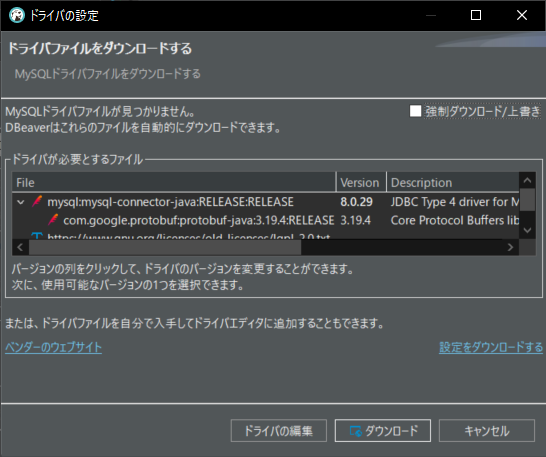 ドライバの設定
ドライバファイルをダウンロードする
MySQLドライバファイルをダウンロードする
MySQLドライバファイルが見つかりません。
DBeaverはこれらのファイルを自動的にダウンロードできます。
強制ダウンロード/上書き
ドライバが必要とするファイル
File Version Description
mysql:mysql-connector-java:RELEASE:RELEASE 8.0.29 JDBC Type 4 driver for M
com.google.protobuf:protobuf-java:3.19.4:RELEASE 3.19.4 Core Protocol Buffers lib
https://www.gnu.org/licenses/old-licenses/lgpl-2.0.txt
バージョンの列をクリックして、ドライバのバージョンを変更することができます。
次に、使用可能なバージョンの1つを選択できます。
または、ドライバファイルを自分で入手してドライバエディタに追加することもできます。
ベンダーのウェブサイト
設定をダウンロードする
ドライバの編集
ダウンロード
キャンセル